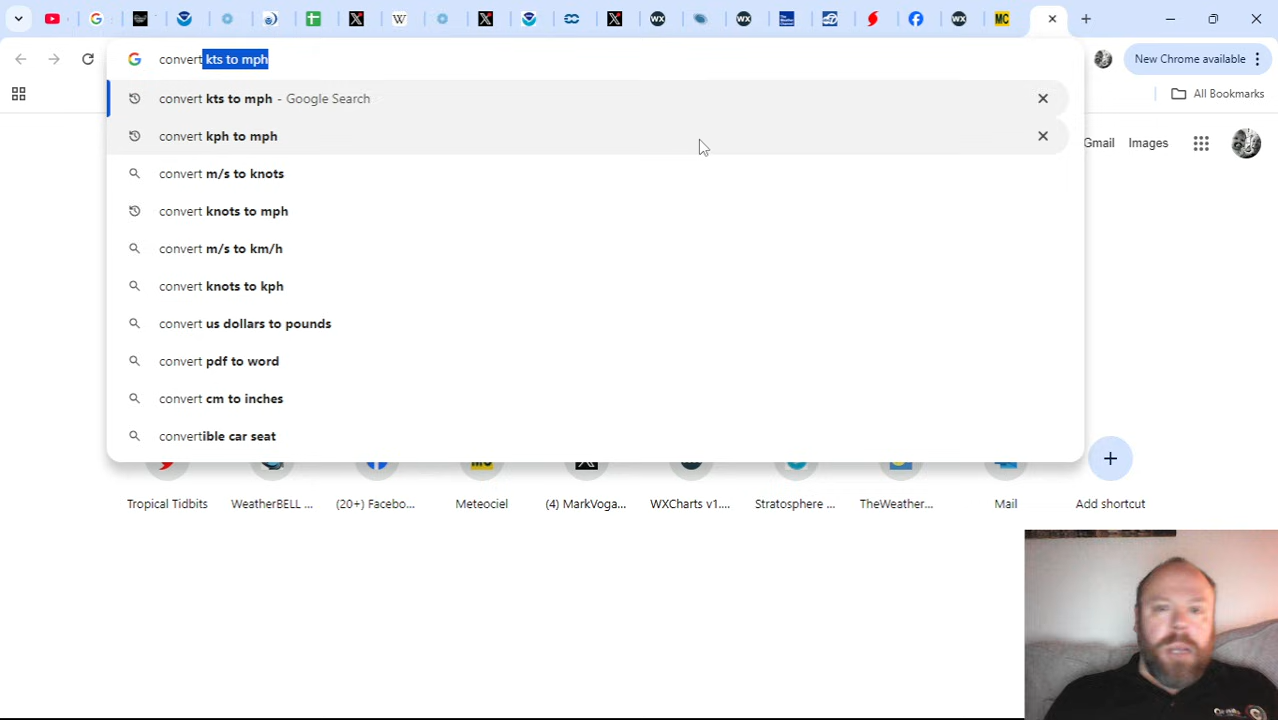 convert kts to mph
New Chrome available
All Bookmarks
convert kts to mph - Google Search
convert kph to mph
Gmail Images
convert m/s to knots
convert knots to mph
convert m/s to km/h
convert knots to kph
convert us dollars to pounds
convert pdf to word
convert cm to inches
convertible car seat
Tropical Tidbits
WeatherBELL ...
(20+) Facebo...
Meteociel
(4) MarkVoga...
WXCharts v1....
Stratosphere ...
TheWeather...
Mail
Add shortcut